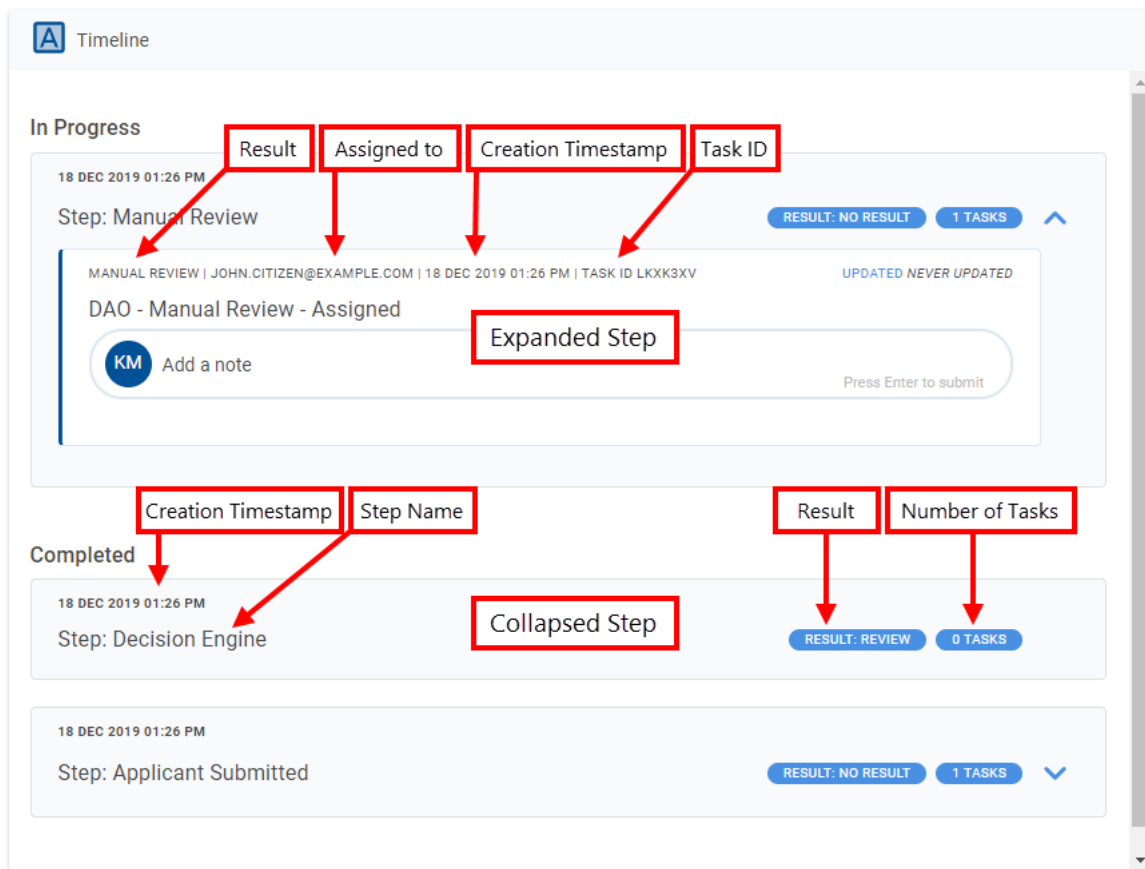 A Timeline
In Progress
Result Assigned to Creation Timestamp Task ID
18 DEC 2019 01:26 PM
Step: Manual Review RESULT: NO RESULT 1 TASKS
MANUAL REVIEW | JOHN.CITIZEN@EXAMPLE.COM | 18 DEC 2019 01:26 PM | TASK ID LKXK3XV UPDATED NEVER UPDATED
DAO - Manual Review - Assigned
Expanded Step
KM Add a note
Press Enter to submit
Creation Timestamp Step Name Result Number of Tasks
Completed
18 DEC 2019 01:26 PM
Collapsed Step
Step: Decision Engine RESULT: REVIEW 0 TASKS
18 DEC 2019 01:26 PM
Step: Applicant Submitted RESULT: NO RESULT 1 TASKS